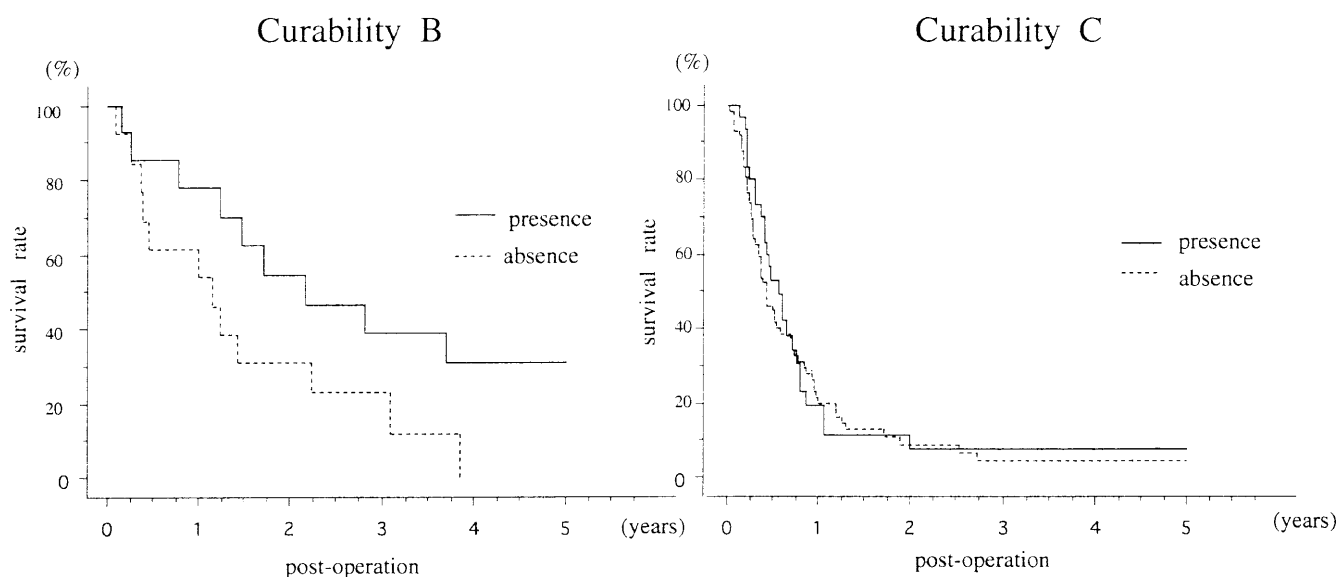 Curability B
(%)
100
80
60
40
20
0
survival rate
presence
absence
0 1 2 3 4 5 (years)
post-operation
Curability C
(%)
100
80
60
40
20
0
survival rate
presence
absence
0 1 2 3 4 5 (years)
post-operation